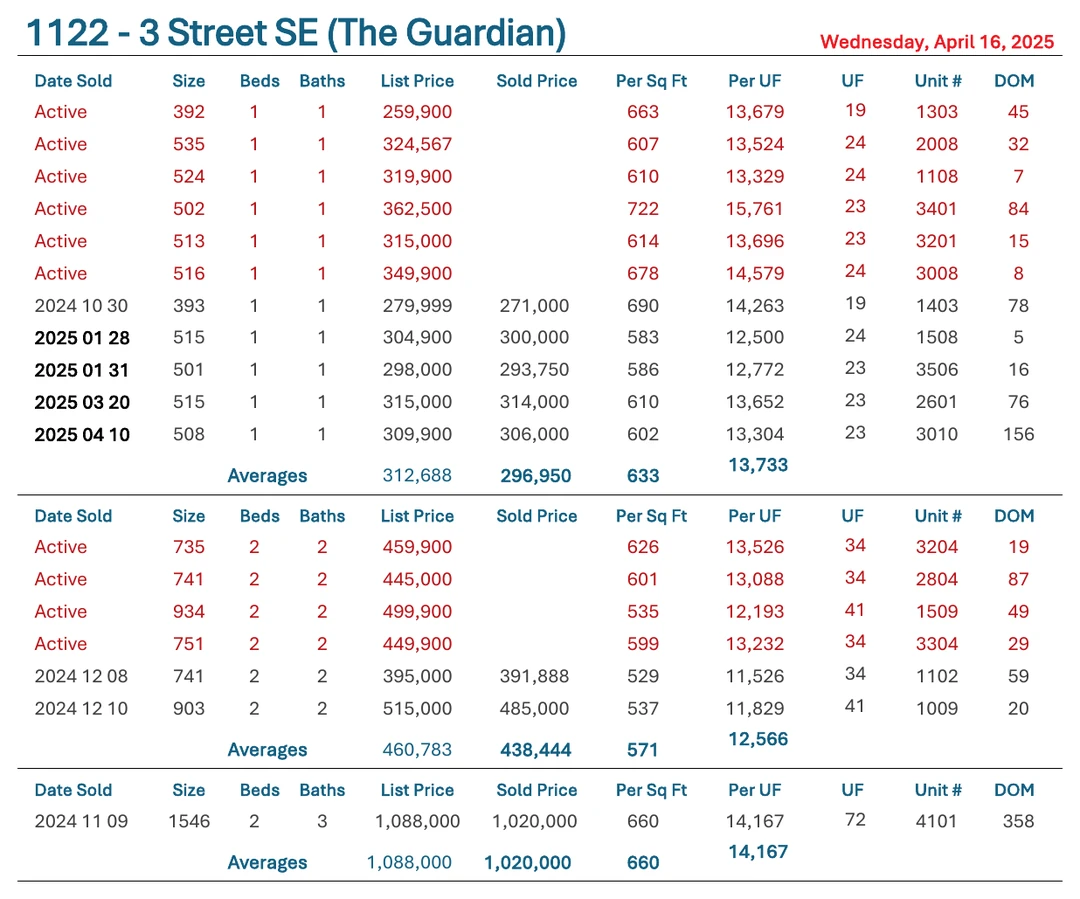 1122 - 3 Street SE (The Guardian)
Wednesday, April 16, 2025
Date Sold Size Beds Baths List Price Sold Price Per Sq Ft Per UF UF Unit # DOM
Active 392 1 1 259,900 663 13,679 19 1303 45
Active 535 1 1 324,567 607 13,524 24 2008 32
Active 524 1 1 319,900 610 13,329 24 1108 7
Active 502 1 1 362,500 722 15,761 23 3401 84
Active 513 1 1 315,000 614 13,696 23 3201 15
Active 516 1 1 349,900 678 14,579 24 3008 8
2024 10 30 393 1 1 279,999 271,000 690 14,263 19 1403 78
2025 01 28 515 1 1 304,900 300,000 583 12,500 24 1508 5
2025 01 31 501 1 1 298,000 293,750 586 12,772 23 3506 16
2025 03 20 515 1 1 315,000 314,000 610 13,652 23 2601 76
2025 04 10 508 1 1 309,900 306,000 602 13,304 23 3010 156
Averages 312,688 296,950 633 13,733
Date Sold Size Beds Baths List Price Sold Price Per Sq Ft Per UF UF Unit # DOM
Active 735 2 2 459,900 626 13,526 34 3204 19
Active 741 2 2 445,000 601 13,088 34 2804 87
Active 934 2 2 499,900 535 12,193 41 1509 49
Active 751 2 2 449,900 599 13,232 34 3304 29
2024 12 08 741 2 2 395,000 391,888 529 11,526 34 1102 59
2024 12 10 903 2 2 515,000 485,000 537 11,829 41 1009 20
Averages 460,783 438,444 571 12,566
Date Sold Size Beds Baths List Price Sold Price Per Sq Ft Per UF UF Unit # DOM
2024 11 09 1546 2 3 1,088,000 1,020,000 660 14,167 72 4101 358
Averages 1,088,000 1,020,000 660 14,167